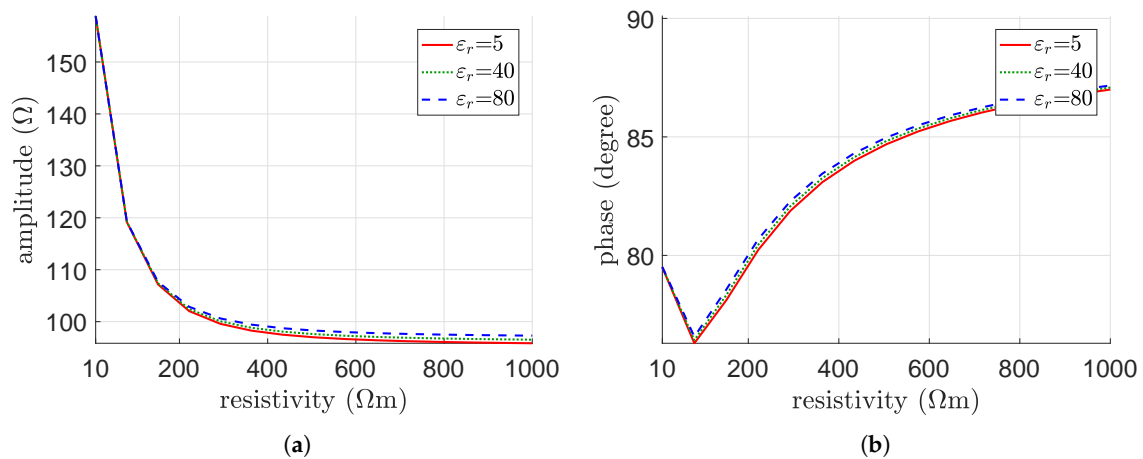 amplitude (Ω)
150
140
130
120
110
100
10
200
400
600
800
1000
resistivity (Ωm)
ε_r=5
ε_r=40
ε_r=80
(a)
phase (degree)
90
85
80
10
200
400
600
800
1000
resistivity (Ωm)
ε_r=5
ε_r=40
ε_r=80
(b)